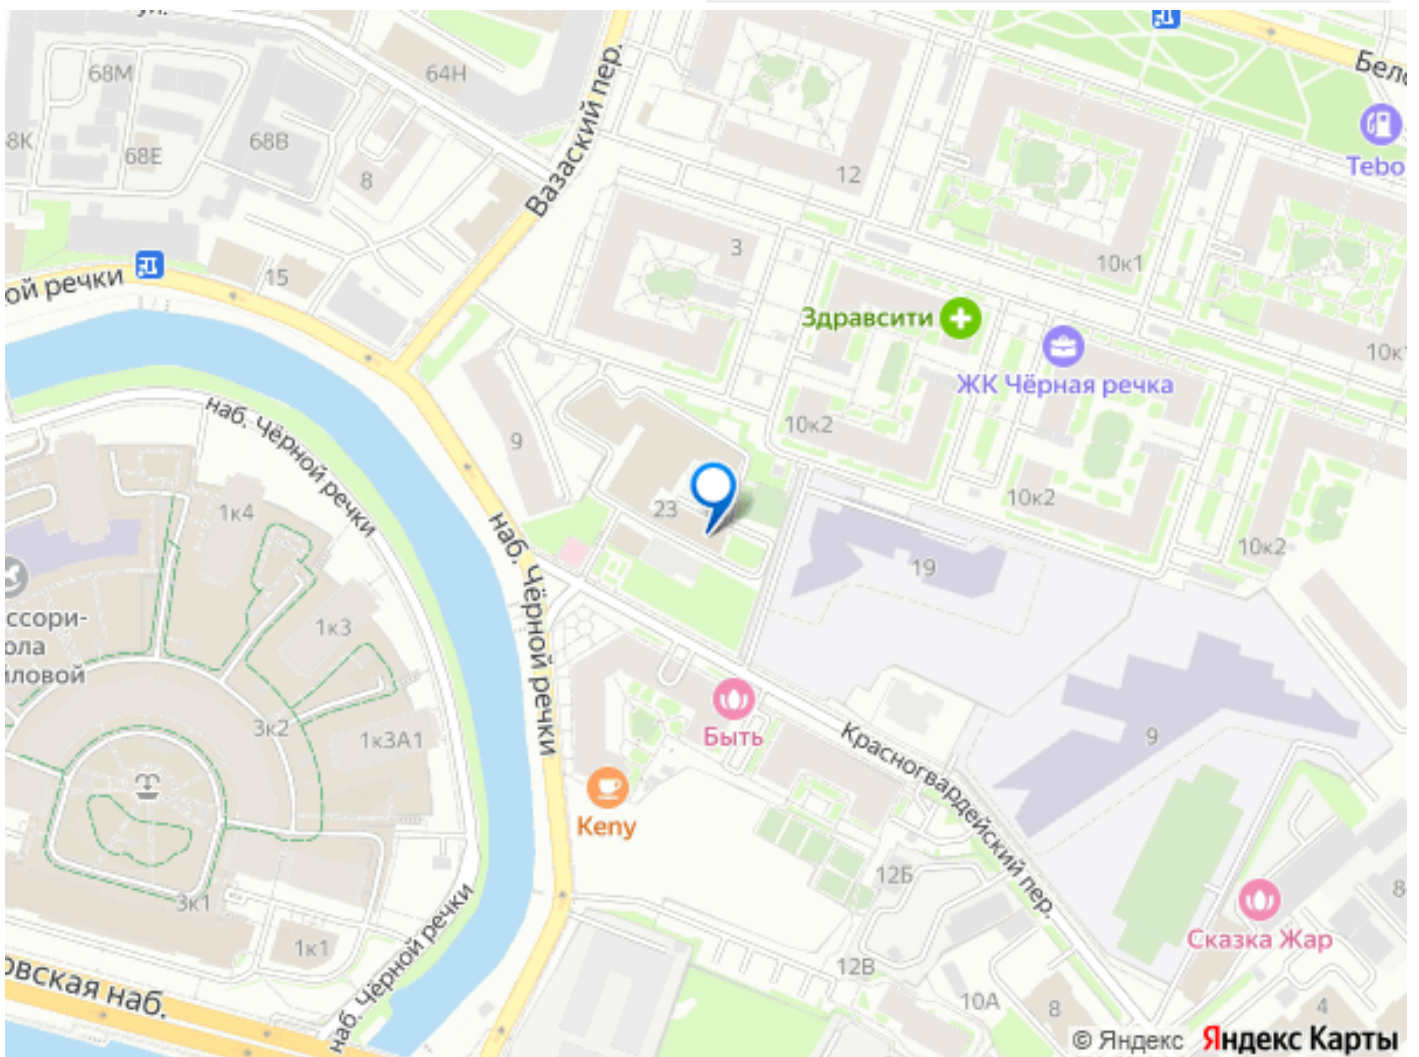 68М
64Н
Вазаский пер.
8К
68Е
68В
8
12
Tebo
3
10к1
ой речки
15
Здравсити
ЖК Чёрная речка
10к2
наб. Чёрной речки
9
1к4
23
наб. Чёрной речки
10к2
10к2
19
ссори-
ола
иловой
1к3
3к2
1к3А1
Быть
Красногвардейский пер.
9
Keny
12Б
3к1
1к1
наб. Чёрной речки
12В
10А
8
Сказка Жар
4
8
овская наб.
© Яндекс Яндекс Карты